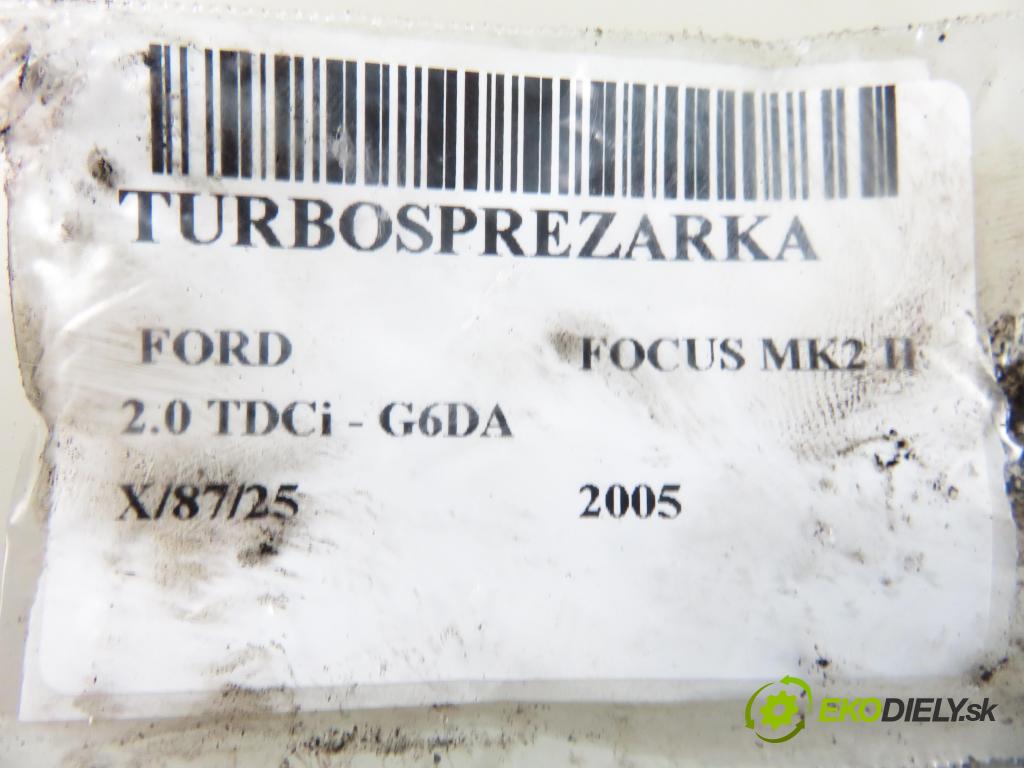 TURBOSPREZARKA
FORD FOCUS MK2 II
2.0 TDCi - G6DA
X/87/25 2005
EKODIELY.sk